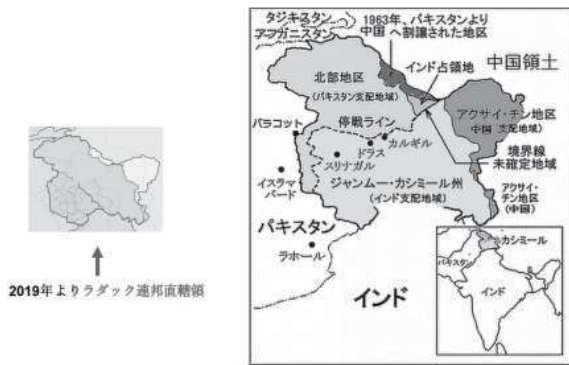 2019年よりラダック連邦直轄領
タジキスタン
アフガニスタン
1963年、パキスタンより
中国へ割譲された地区
インド占領地
中国領土
北部地区
(パキスタン支配地域)
アクサイ・チン地区
中国 支配地域)
停戦ライン
バラコット
カルギル
ドラス
スリナガル
境界線
未確定地域
イスラマ
バード
ジャンムー・カシミール州
(インド支配地域)
アクサイ・
チン地区
(中国)
パキスタン
ラホール
インド
カシミール
パキスタン
インド